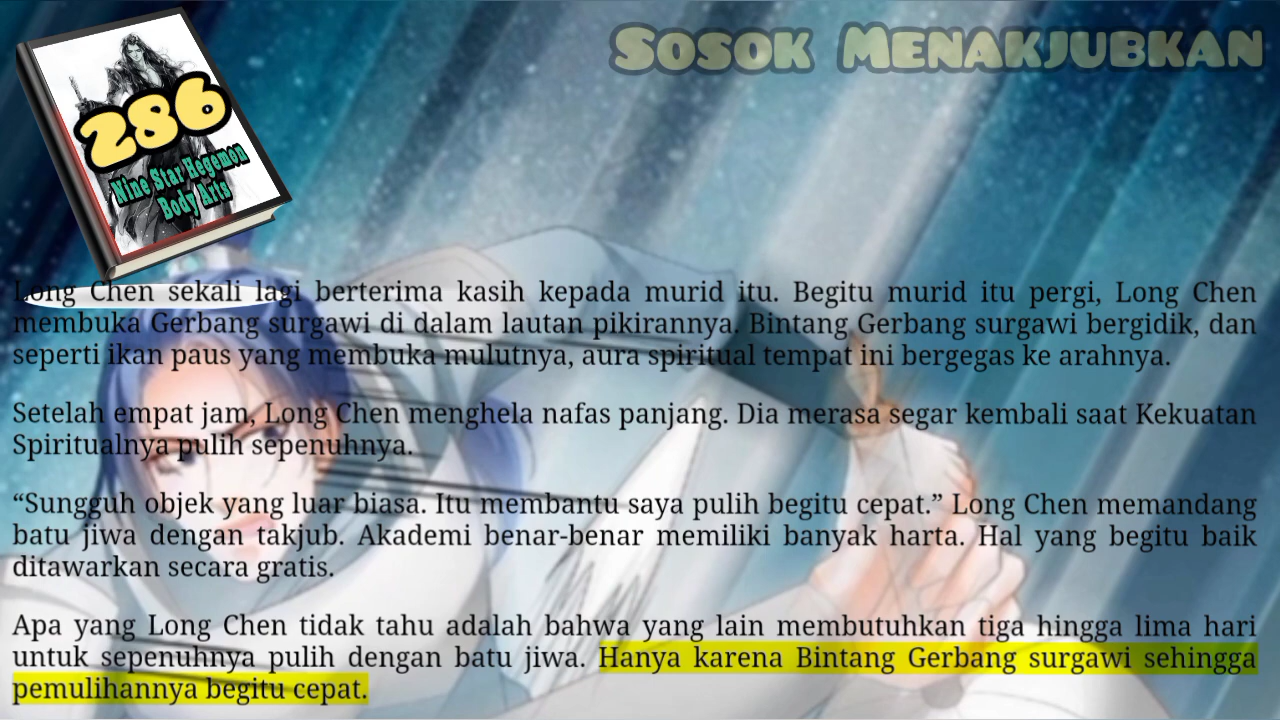 Sosok Menakjubkan
286
Nine Star Hegemon
Body Arts
Long Chen sekali lagi berterima kasih kepada murid itu. Begitu murid itu pergi, Long Chen
membuka Gerbang surgawi di dalam lautan pikirannya. Bintang Gerbang surgawi bergidik, dan
seperti ikan paus yang membuka mulutnya, aura spiritual tempat ini bergegas ke arahnya.
Setelah empat jam, Long Chen menghela nafas panjang. Dia merasa segar kembali saat Kekuatan
Spiritualnya pulih sepenuhnya.
“Sungguh objek yang luar biasa. Itu membantu saya pulih begitu cepat.” Long Chen memandang
batu jiwa dengan takjub. Akademi benar-benar memiliki banyak harta. Hal yang begitu baik
ditawarkan secara gratis.
Apa yang Long Chen tidak tahu adalah bahwa yang lain membutuhkan tiga hingga lima hari
untuk sepenuhnya pulih dengan batu jiwa. Hanya karena Bintang Gerbang surgawi sehingga
pemulihannya begitu cepat.